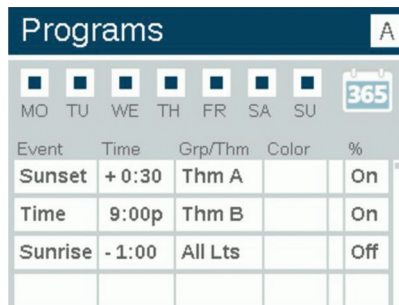 Programs A
MO TU WE TH FR SA SU 365
Event Time Grp/Thm Color %
Sunset + 0:30 Thm A On
Time 9:00p Thm B On
Sunrise - 1:00 All Lts Off